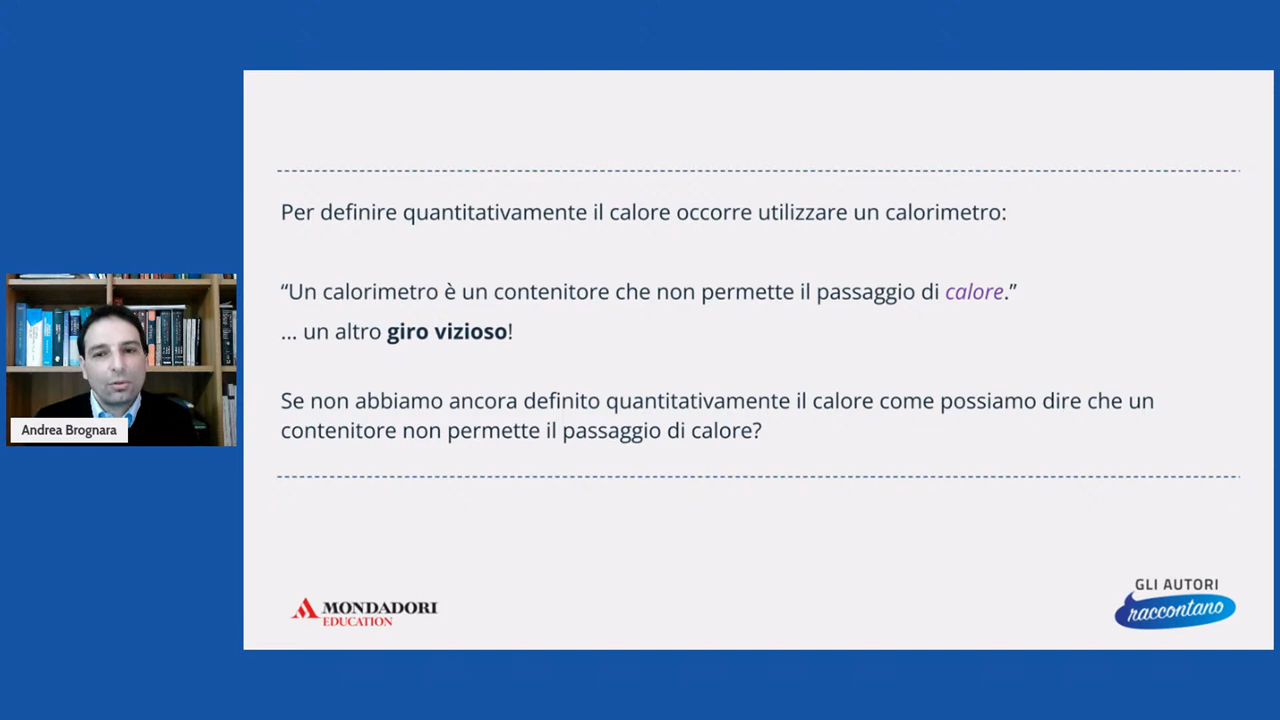 Per definire quantitativamente il calore occorre utilizzare un calorimetro:
“Un calorimetro è un contenitore che non permette il passaggio di calore.”
... un altro giro vizioso!
Se non abbiamo ancora definito quantitativamente il calore come possiamo dire che un
contenitore non permette il passaggio di calore?
Andrea Brognara
MONDADORI
EDUCATION
GLI AUTORI
raccontano